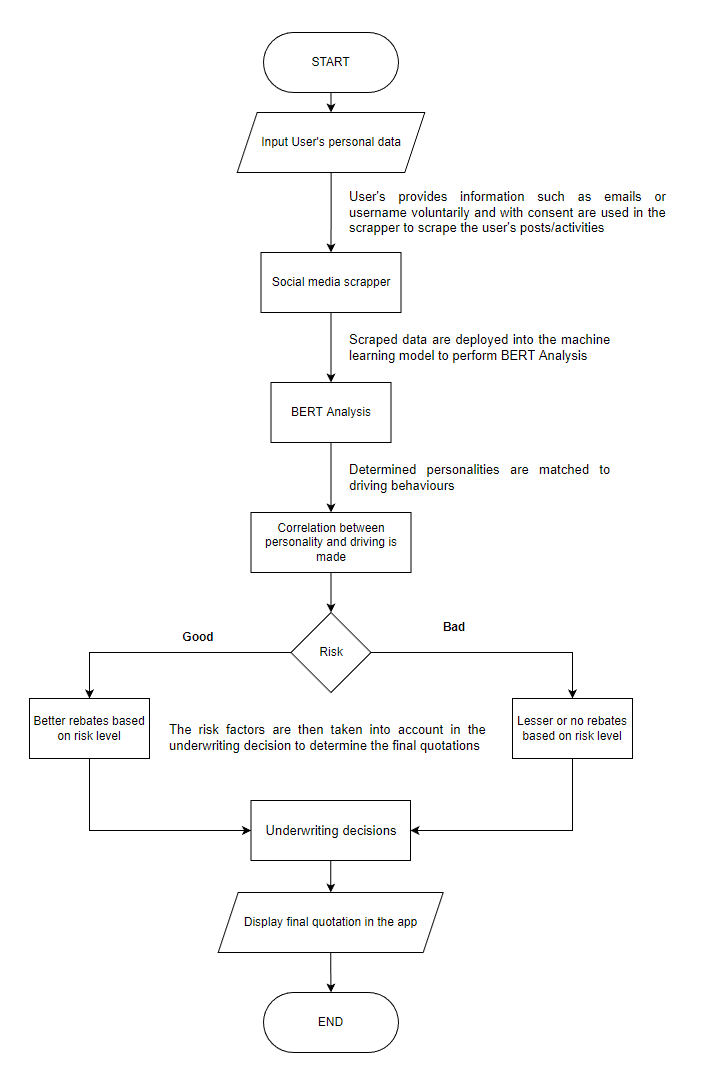 START
Input User's personal data
User's provides information such as emails or
username voluntarily and with consent are used in the
scrapper to scrape the user's posts/activities
Social media scrapper
Scraped data are deployed into the machine
learning model to perform BERT Analysis
BERT Analysis
Determined personalities are matched to
driving behaviours
Correlation between
personality and driving is
made
Risk
Good
Bad
Better rebates based
on risk level
The risk factors are then taken into account in the
underwriting decision to determine the final quotations
Lesser or no rebates
based on risk level
Underwriting decisions
Display final quotation in the app
END